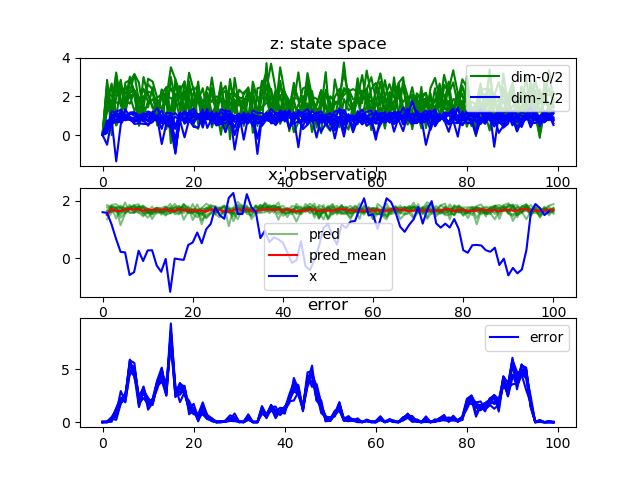 z: state space
4
2
0
dim-0/2
dim-1/2
0 20 40 60 80 100
x: observation
2
0
pred
pred_mean
x
0 20 40 60 80 100
error
5
0
error
0 20 40 60 80 100